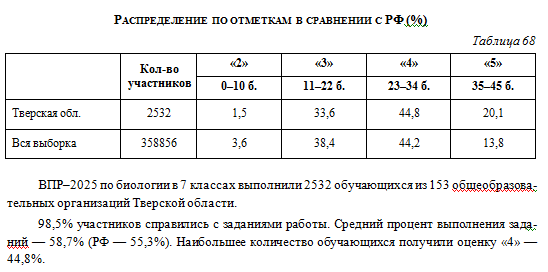 РАСПРЕДЕЛЕНИЕ ПО ОТМЕТКАМ В СРАВНЕНИИ С РФ (%)
Таблица 68
Кол-во участников «2» «3» «4» «5»
0–10 б. 11–22 б. 23–34 б. 35–45 б.
Тверская обл. 2532 1,5 33,6 44,8 20,1
Вся выборка 358856 3,6 38,4 44,2 13,8
ВПР–2025 по биологии в 7 классах выполнили 2532 обучающихся из 153 общеобразова-
тельных организаций Тверской области.
98,5% участников справились с заданиями работы. Средний процент выполнения зада-
ний — 58,7% (РФ — 55,3%). Наибольшее количество обучающихся получили оценку «4» —
44,8%.